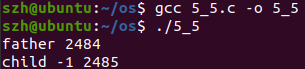 szh@ubuntu:~/os$ gcc 5_5.c -o 5_5
szh@ubuntu:~/os$ ./5_5
father 2484
child -1 2485